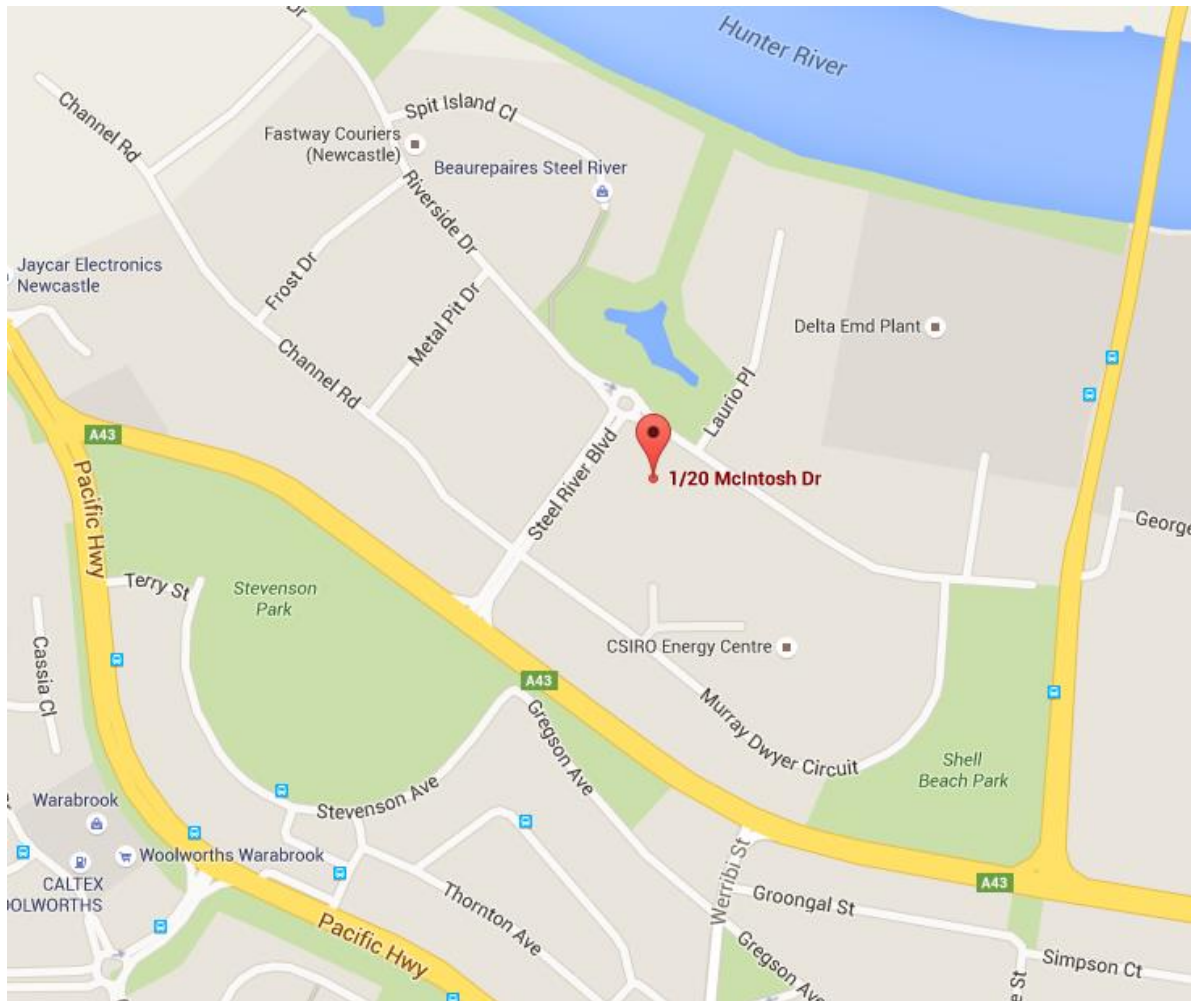 Dr
Hunter River
Channel Rd
Spit Island Cl
Fastway Couriers
(Newcastle)
Beaurepaires Steel River
Riverside Dr
Jaycar Electronics
Newcastle
Frost Dr
Metal Pit Dr
Delta Emd Plant
Channel Rd
Laurio Pl
A43
Steel River Blvd
1/20 McIntosh Dr
Pacific Hwy
George
Terry St
Stevenson
Park
Cassia Cl
CSIRO Energy Centre
A43
Gregson Ave
Murray Dwyer Circuit
Shell
Beach Park
Stevenson Ave
Warabrook
Woolworths Warabrook
CALTEX
OOLWORTHS
Werribi St
A43
Groongal St
Thornton Ave
Pacific Hwy
Gregson Ave
Simpson Ct
e St